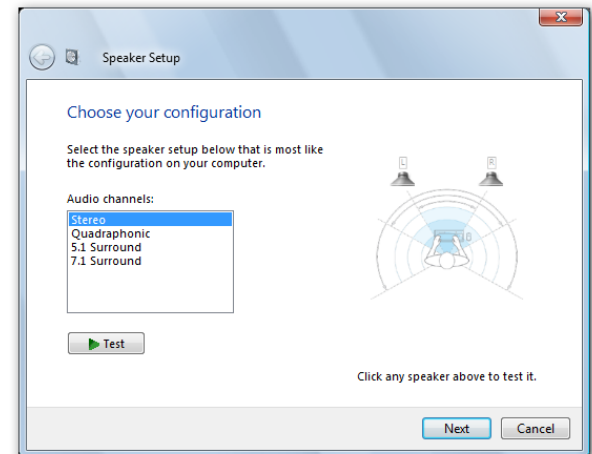 Speaker Setup
Choose your configuration
Select the speaker setup below that is most like
the configuration on your computer.
Audio channels:
Stereo
Quadraphonic
5.1 Surround
7.1 Surround
L R
Test
Click any speaker above to test it.
Next Cancel